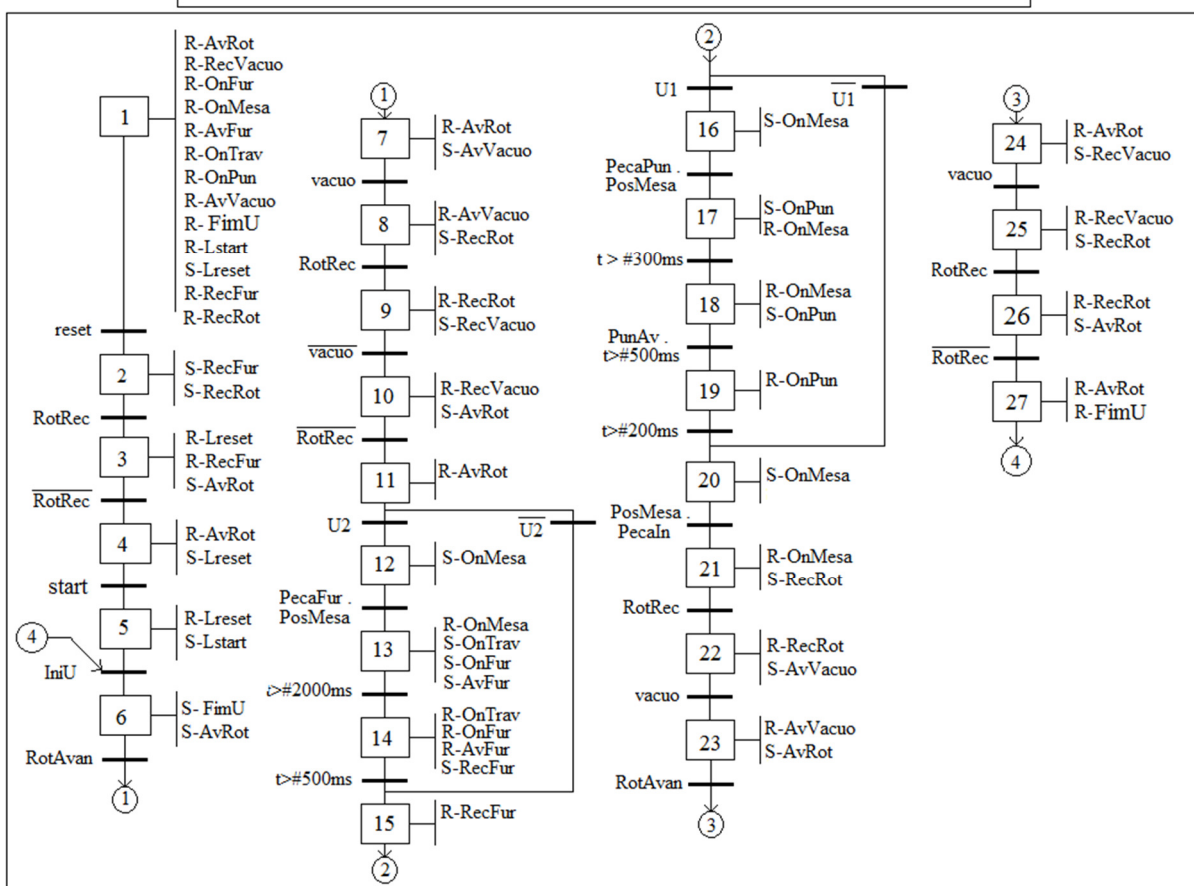 1
R-AvRot
R-RecVacuo
R-OnFur
R-OnMesa
R-AvFur
R-OnTrav
R-OnPun
R-AvVacuo
R- FimU
R-Lstart
S-Lreset
R-RecFur
R-RecRot
reset
2
S-RecFur
S-RecRot
RotRec
3
R-Lreset
R-RecFur
S-AvRot
RotRec
4
R-AvRot
S-Lreset
start
5
R-Lreset
S-Lstart
4
IniU
6
S- FimU
S-AvRot
RotAvan
1
1
7
R-AvRot
S-AvVacuo
vacuo
8
R-AvVacuo
S-RecRot
RotRec
9
R-RecRot
S-RecVacuo
vacuo
10
R-RecVacuo
S-AvRot
RotRec
11
R-AvRot
U2
U2
12
S-OnMesa
PecaFur .
PosMesa
13
R-OnMesa
S-OnTrav
S-OnFur
S-AvFur
t>#2000ms
14
R-OnTrav
R-OnFur
R-AvFur
S-RecFur
t>#500ms
15
R-RecFur
2
2
U1
U1
16
S-OnMesa
PecaPun .
PosMesa
17
S-OnPun
R-OnMesa
t > #300ms
18
R-OnMesa
S-OnPun
PunAv .
t>#500ms
19
R-OnPun
t>#200ms
20
S-OnMesa
PosMesa .
PecaIn
21
R-OnMesa
S-RecRot
RotRec
22
R-RecRot
S-AvVacuo
vacuo
23
R-AvVacuo
S-AvRot
RotAvan
3
3
24
R-AvRot
S-RecVacuo
vacuo
25
R-RecVacuo
S-RecRot
RotRec
26
R-RecRot
S-AvRot
RotRec
27
R-AvRot
R-FimU
4